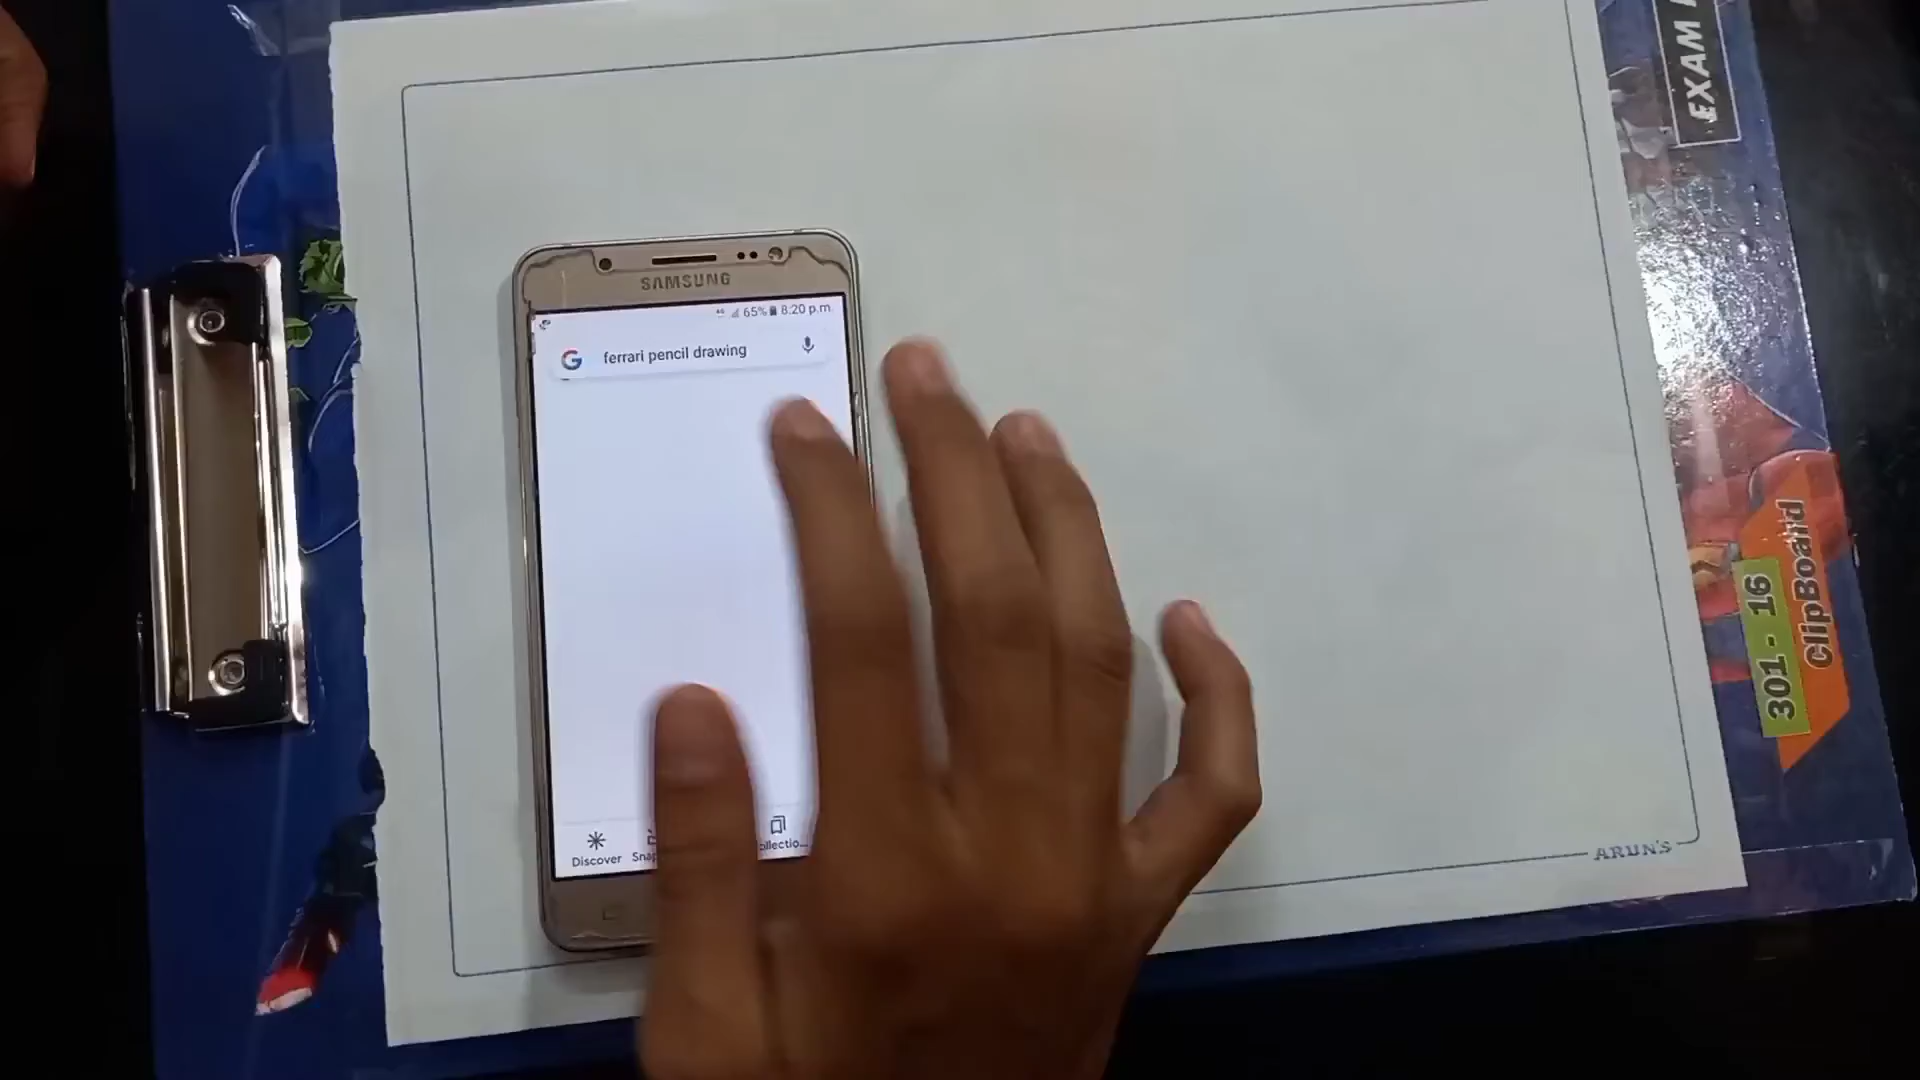 SAMSUNG
65% 8:20 p.m.
ferrari pencil drawing
Discover
ARUN'S
301 - 16
ClipBoard
EXAM